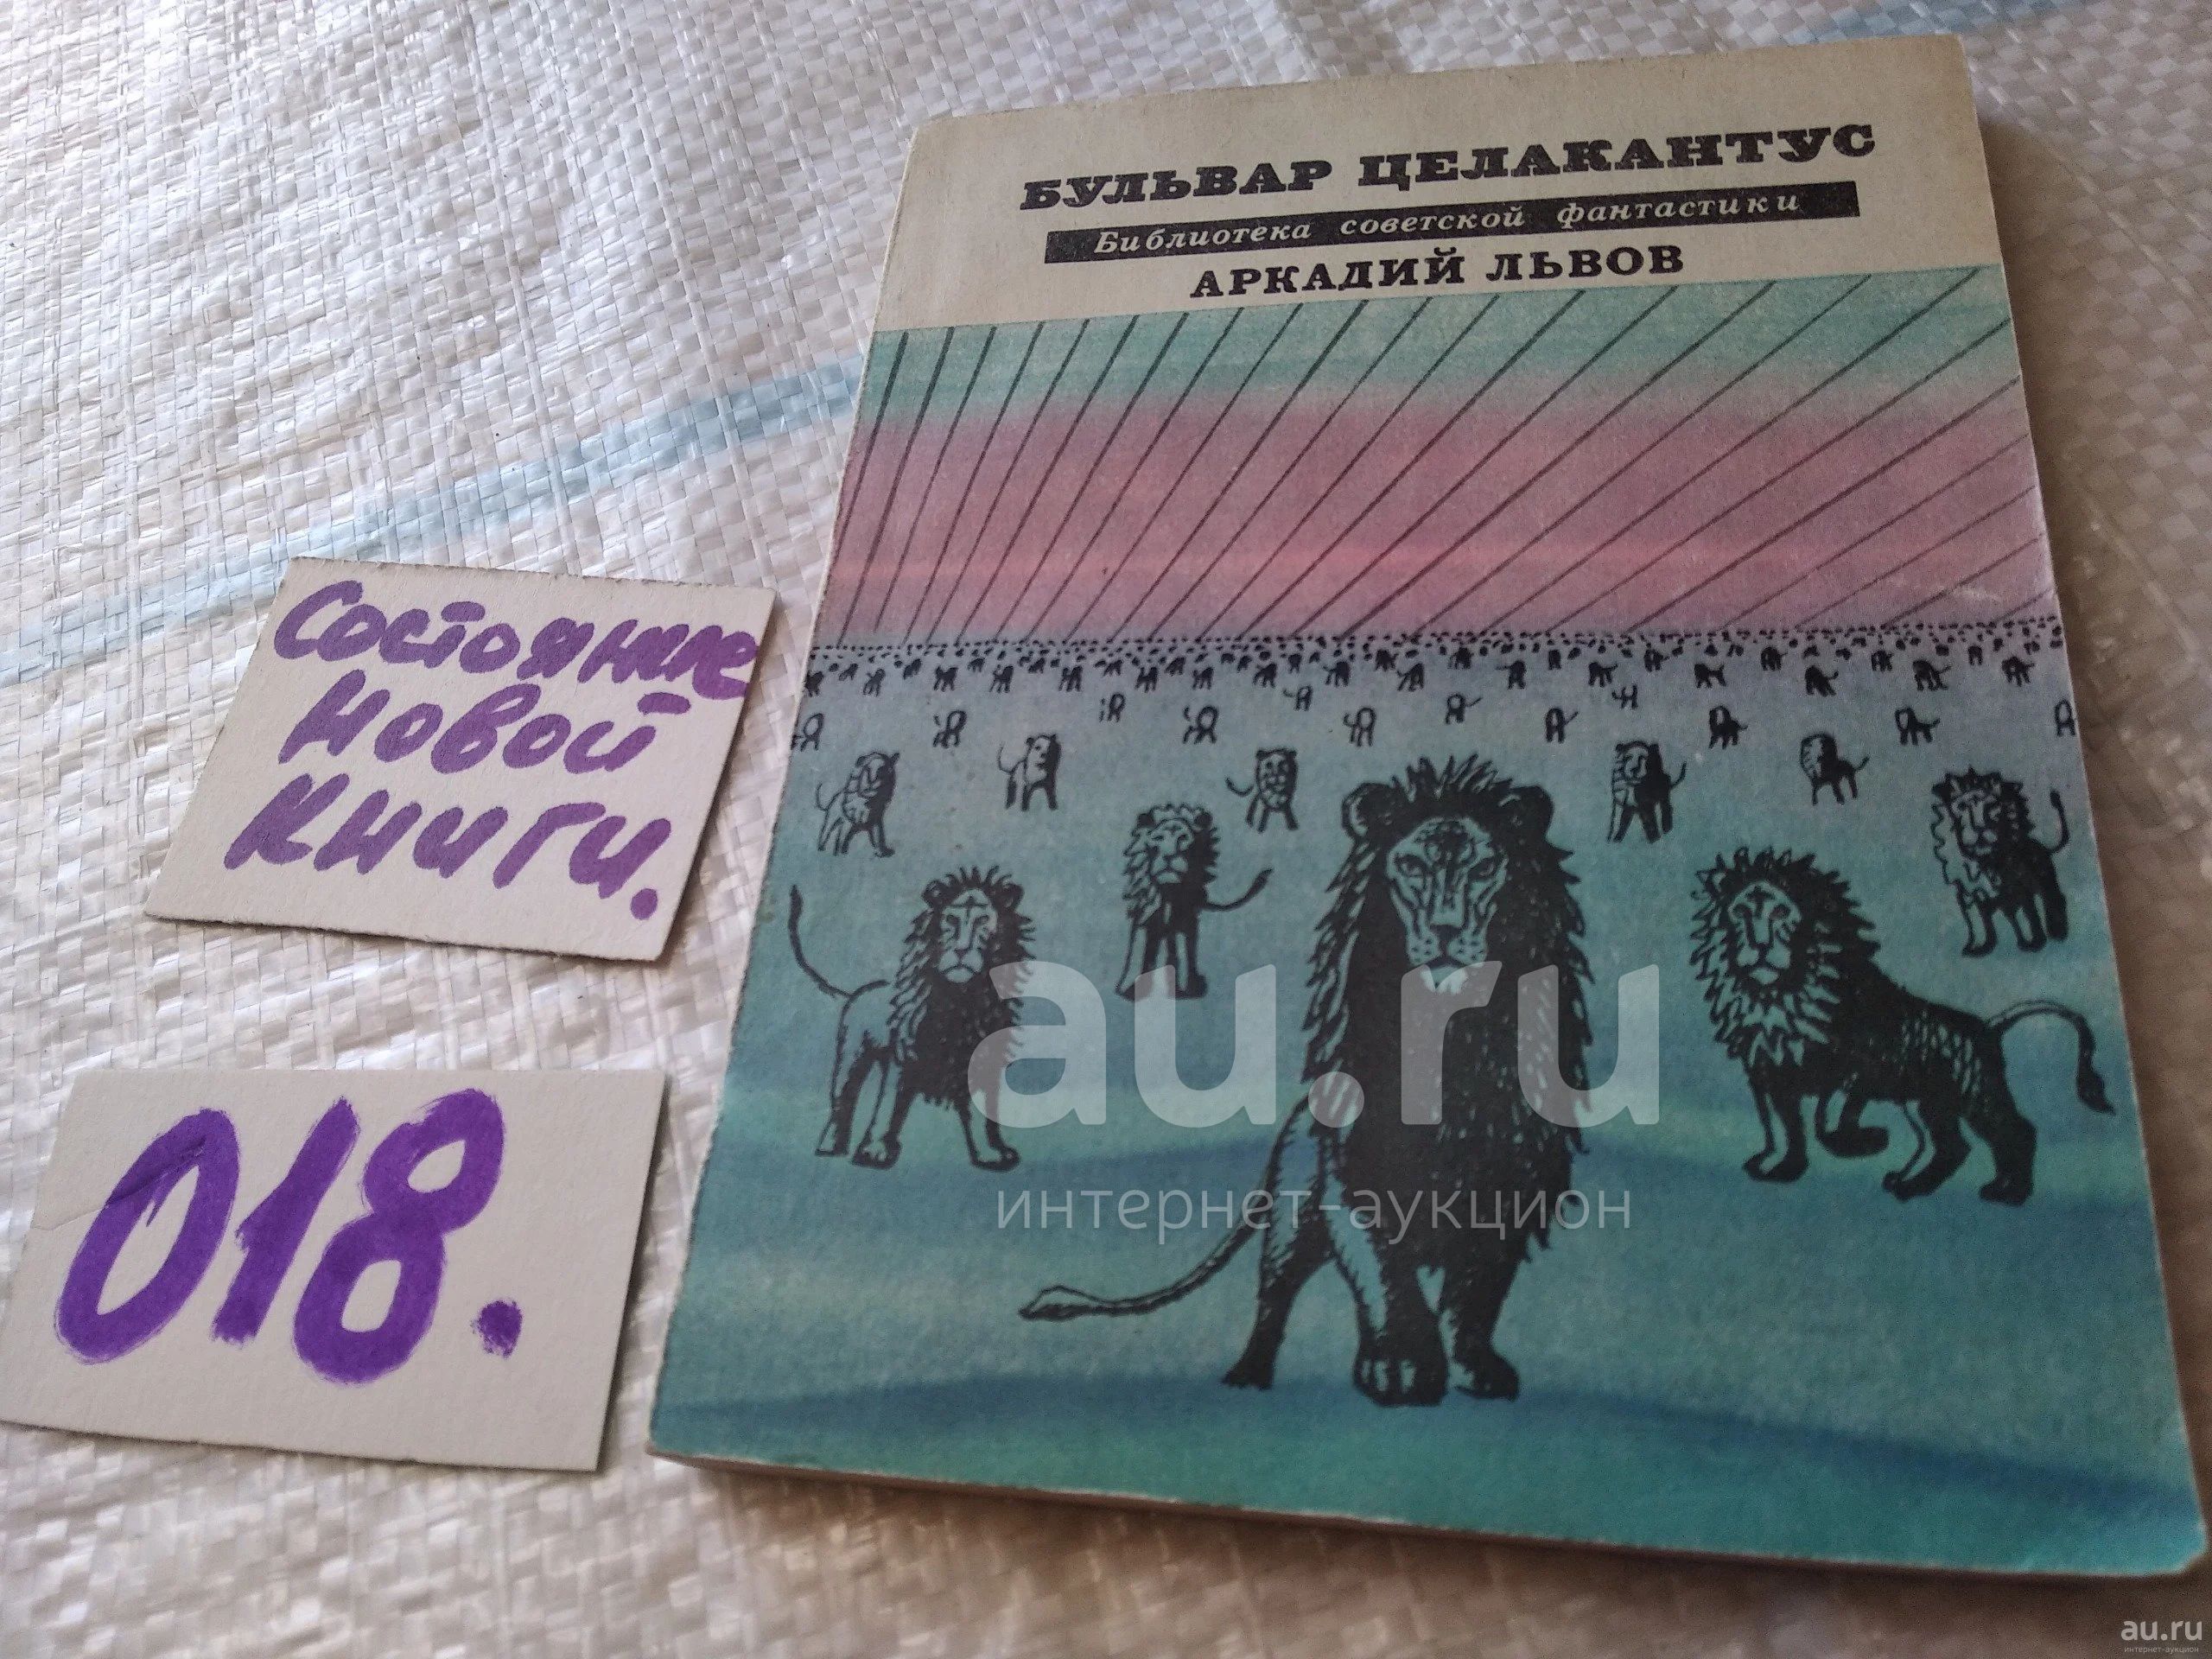 БУЛЬВАР ЦЕЛАКАНТУС
Библиотека советской фантастики
АРКАДИЙ ЛЬВОВ
Состояние
новой
книги.
018.
au.ru
интернет-аукцион
au.ru
интернет-аукцион